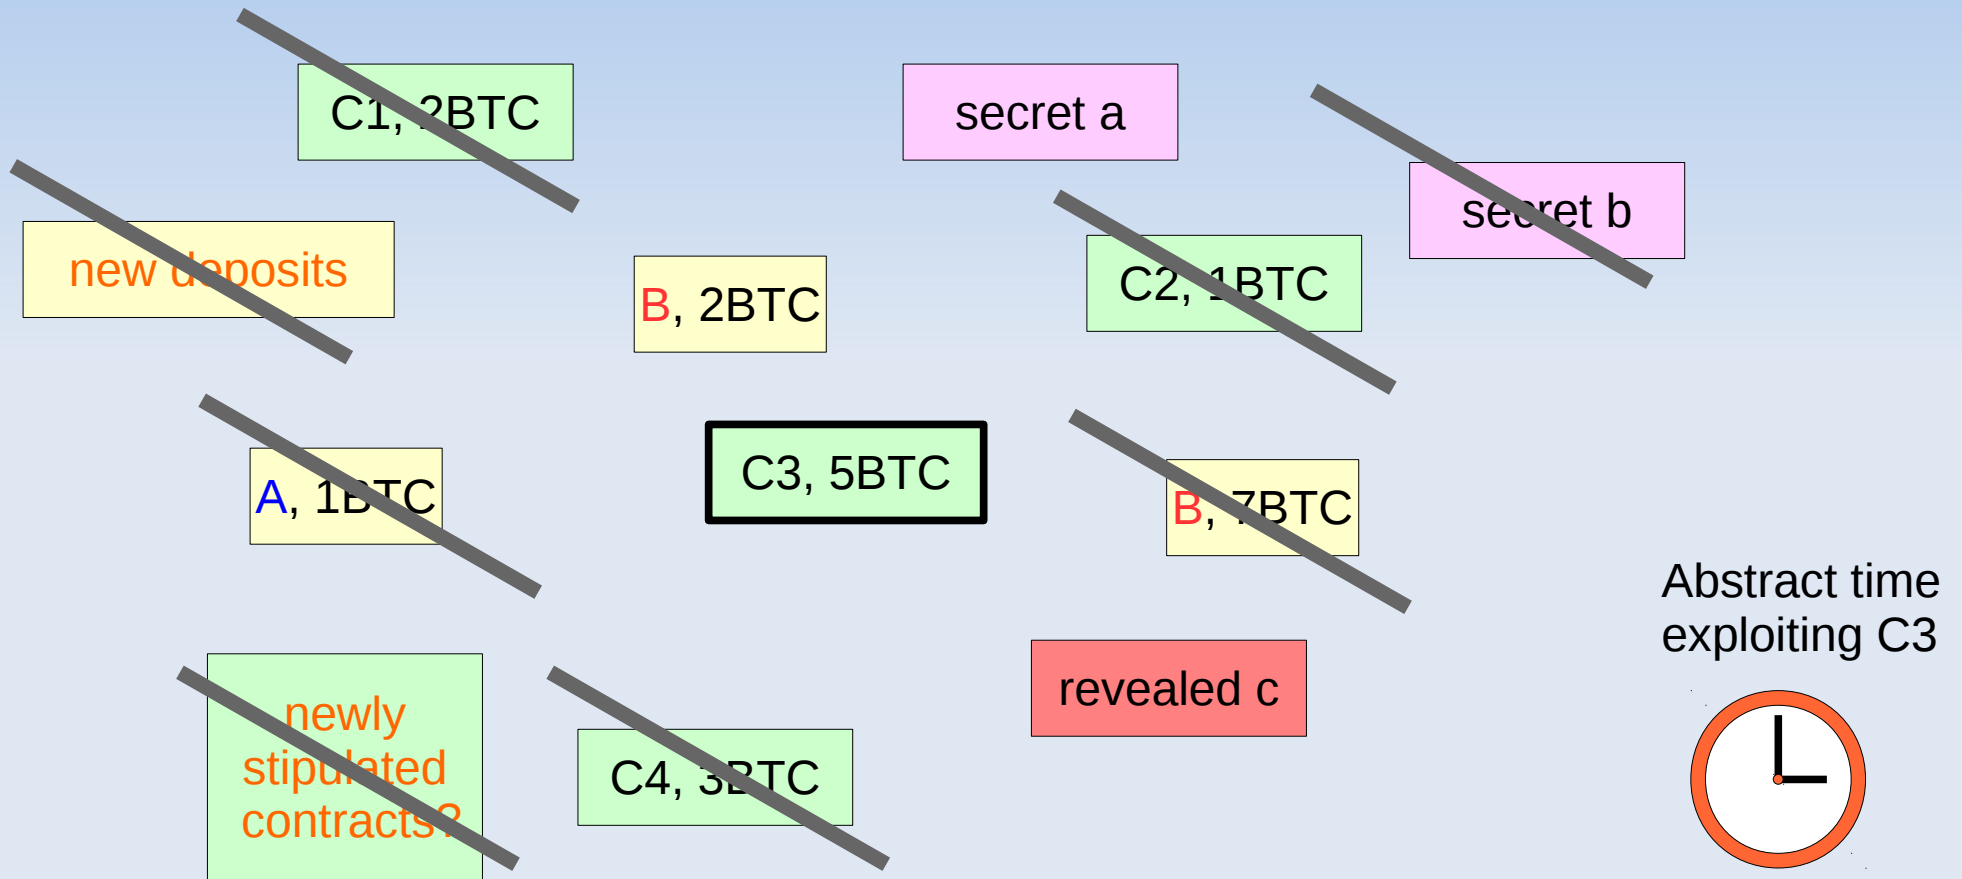 C1, 2BTC
secret a
secret b
new deposits
B, 2BTC
C2, 1BTC
A, 1BTC
C3, 5BTC
B, 7BTC
Abstract time
exploiting C3
revealed c
newly
stipulated
contracts?
C4, 3BTC